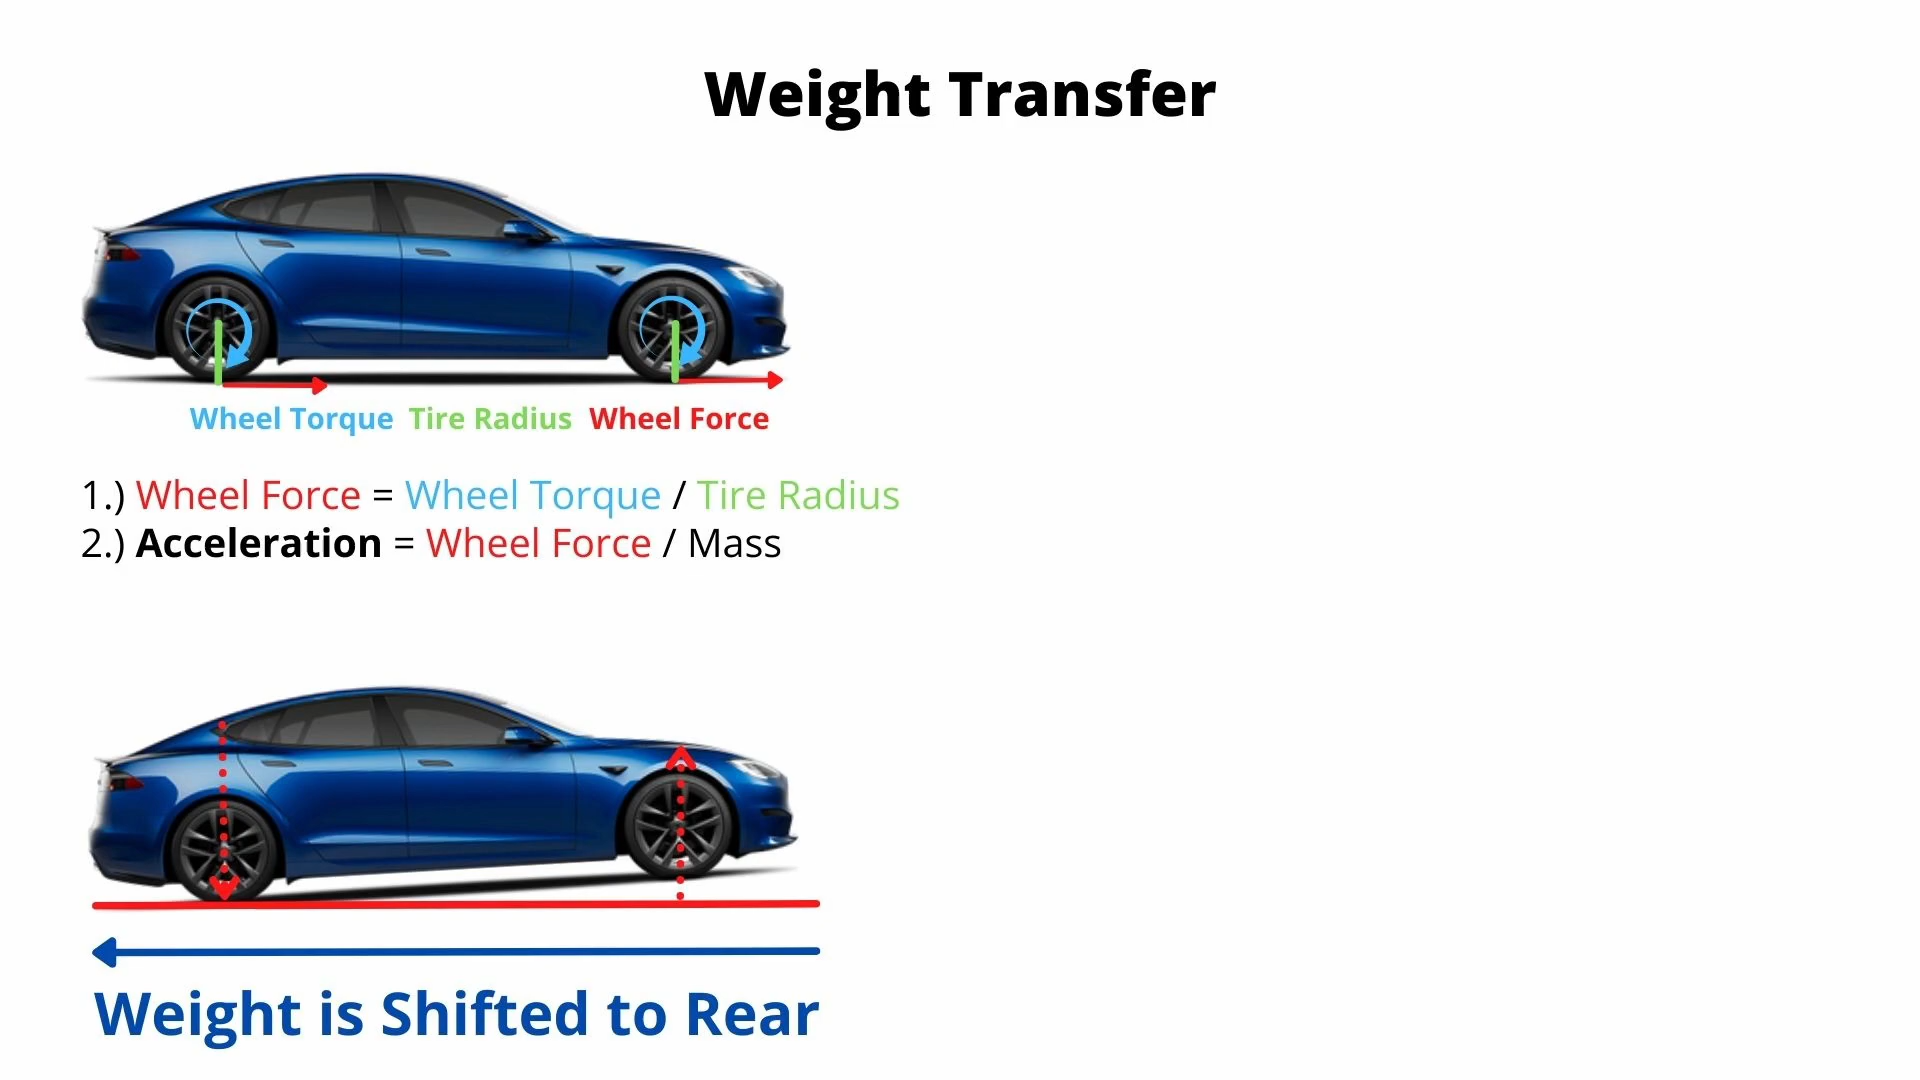 Weight Transfer
Wheel Torque Tire Radius Wheel Force
1.) Wheel Force = Wheel Torque / Tire Radius
2.) Acceleration = Wheel Force / Mass
Weight is Shifted to Rear